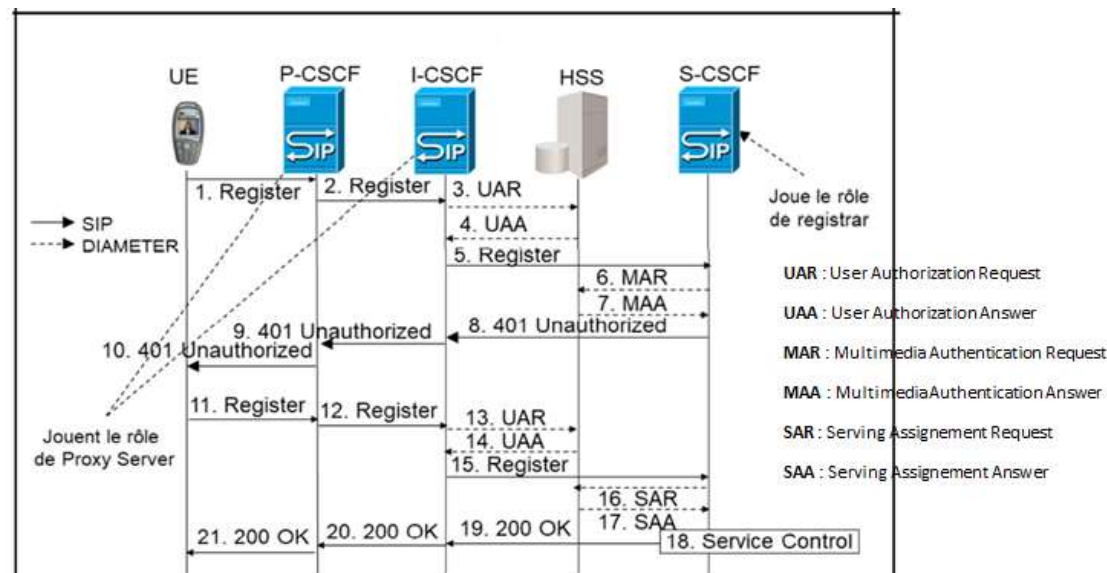 UE
P-CSCF
I-CSCF
HSS
S-CSCF
SIP
SIP
SIP
1. Register
2. Register
3. UAR
Joue le rôle
de registrar
SIP
DIAMETER
4. UAA
5. Register
6. MAR
7. MAA
8. 401 Unauthorized
9. 401 Unauthorized
10. 401 Unauthorized
11. Register
12. Register
13. UAR
14. UAA
15. Register
Jouent le rôle
de Proxy Server
16. SAR
17. SAA
18. Service Control
19. 200 OK
20. 200 OK
21. 200 OK
UAR : User Authorization Request
UAA : User Authorization Answer
MAR : Multimedia Authentication Request
MAA : Multimedia Authentication Answer
SAR : Serving Assignement Request
SAA : Serving Assignement Answer